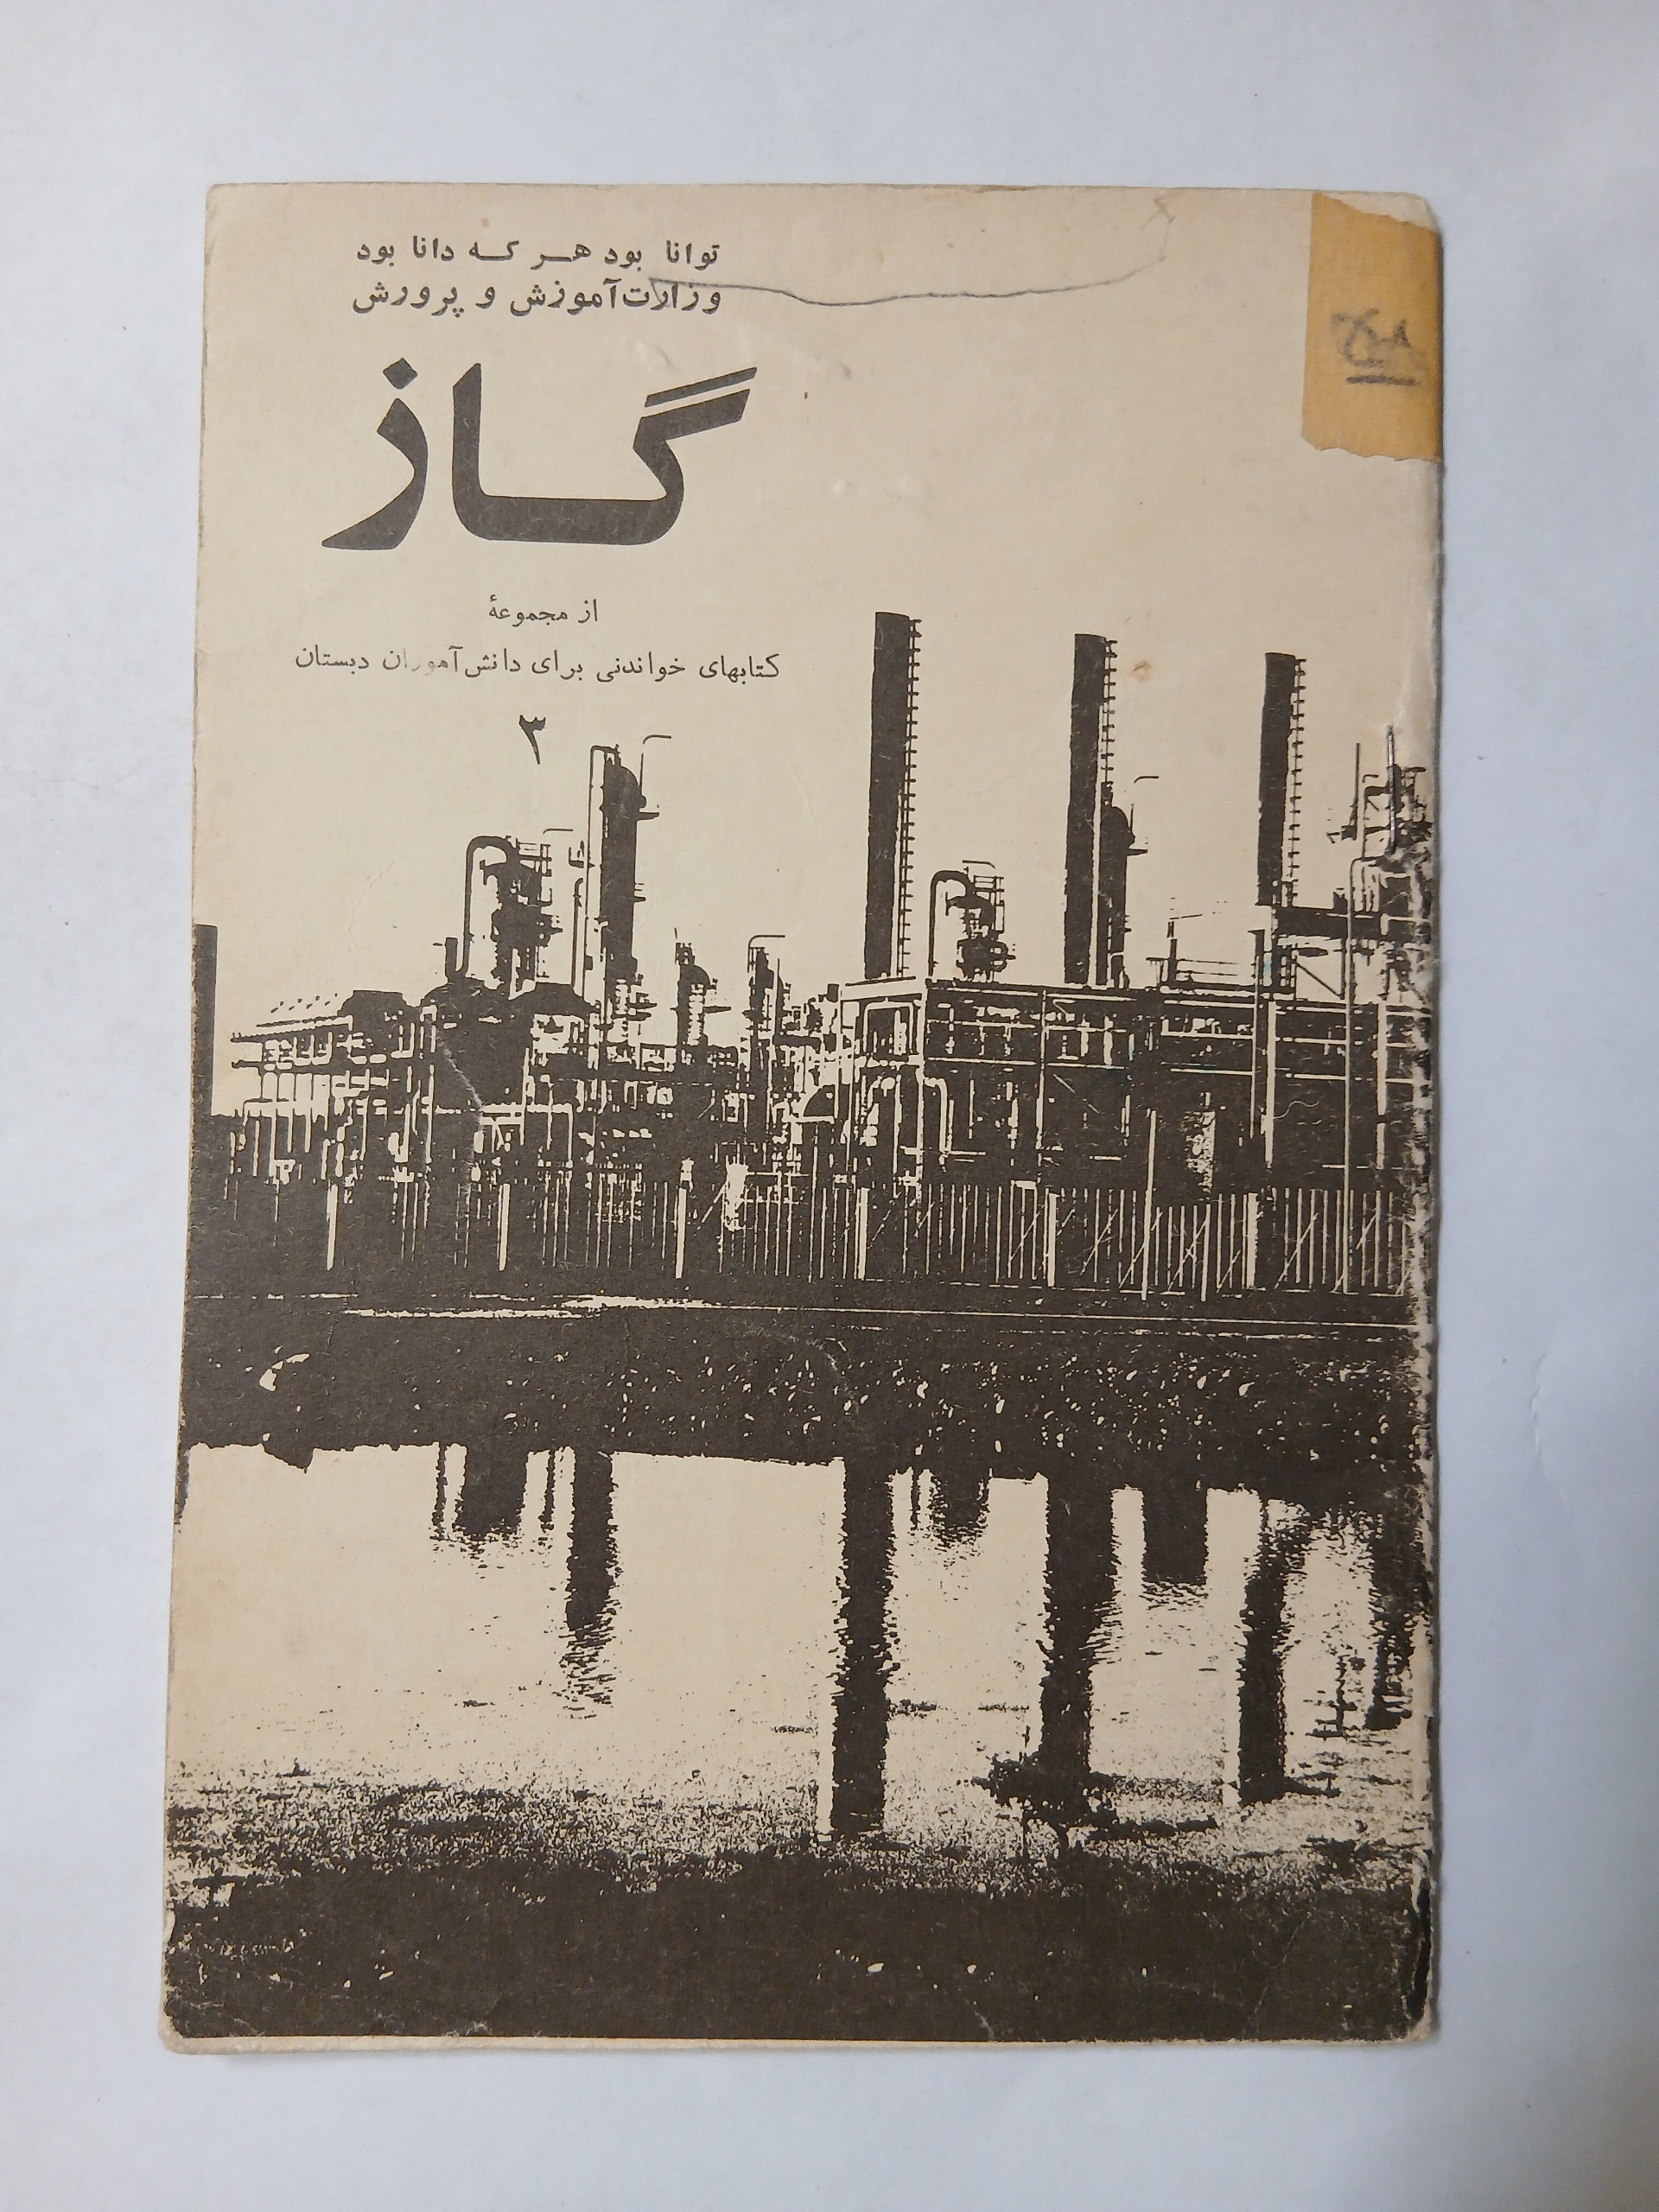 توانا بود هر که دانا بود
وزارت آموزش و پرورش
گاز
از مجموعهٔ
کتابهای خواندنی برای دانش‌آموزان دبستان
۳